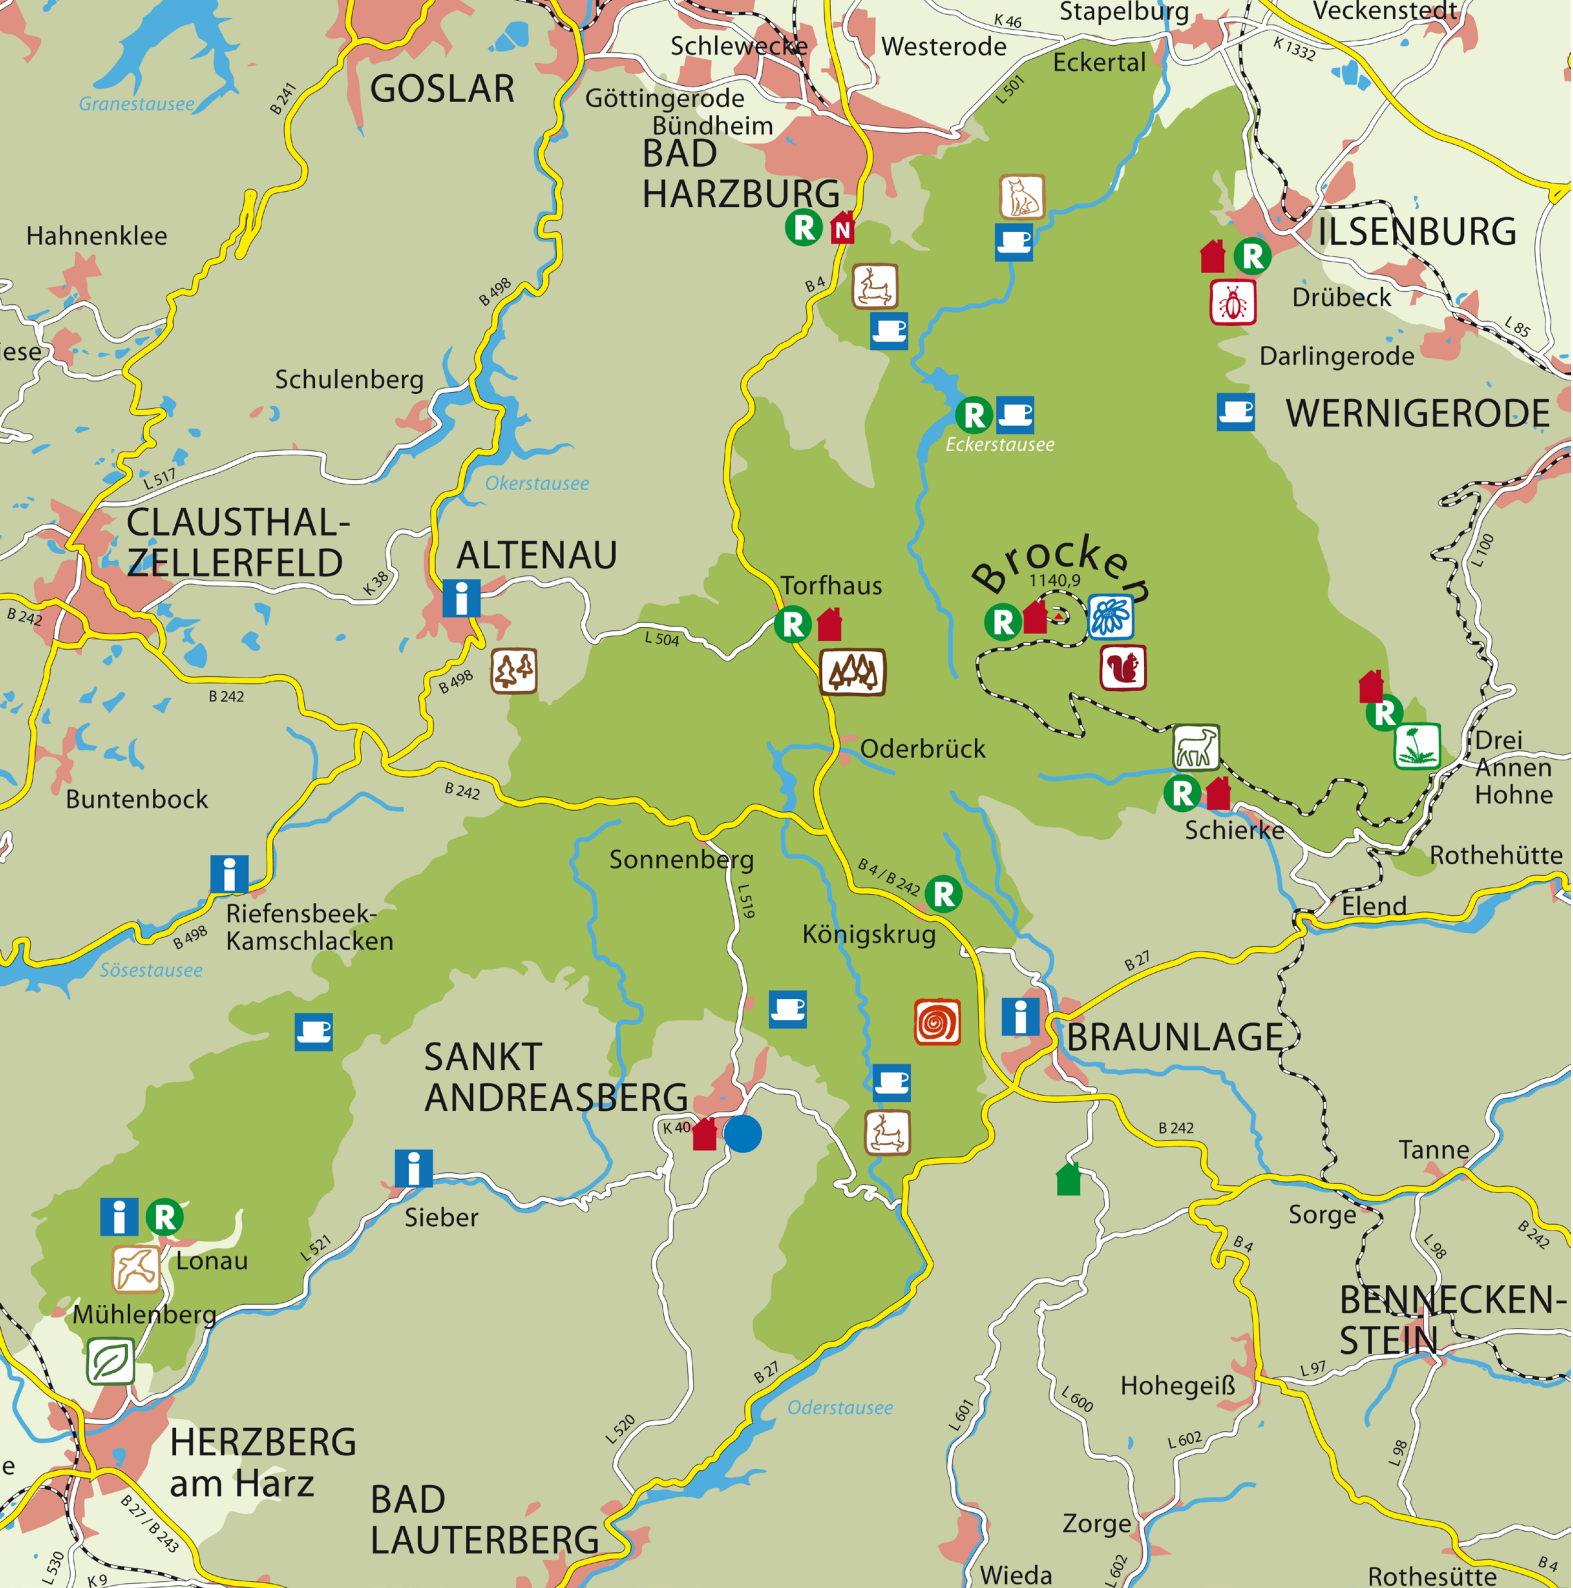 Stapelburg
Veckenstedt
K 46
Schlewecke
Westerode
K 1332
Eckertal
GOSLAR
Granestausee
B 241
Göttingerode
L 501
Bündheim
BAD
HARZBURG
R
N
ILSENBURG
Hahnenklee
R
B 4
B 498
Drübeck
L 85
iese
Darlingerode
Schulenberg
R
WERNIGERODE
Eckerstausee
L 517
Okerstausee
CLAUSTHAL-
ZELLERFELD
ALTENAU
L 100
K 38
Brocken
1140,9
Torfhaus
i
B 242
R
R
L 504
B 498
B 242
R
Oderbrück
Drei
Annen
Hohne
B 242
Buntenbock
R
Schierke
Sonnenberg
Rothehütte
i
B 4 / B 242
R
L 519
Elend
Riefensbeek-
Kamschlacken
Königskrug
B 498
Sösestausee
B 27
i
BRAUNLAGE
SANKT
ANDREASBERG
K 40
B 242
Tanne
i
Sieber
i
R
Sorge
B 242
Lonau
L 521
B 4
L 98
Mühlenberg
BENNECKEN-
STEIN
B 27
L 97
Hohegeiß
Oderstausee
L 600
L 601
L 520
L 602
L 98
HERZBERG
am Harz
e
BAD
LAUTERBERG
B 27 / B 243
Zorge
L 530
K 9
Wieda
L 602
Rothesütte
B 4